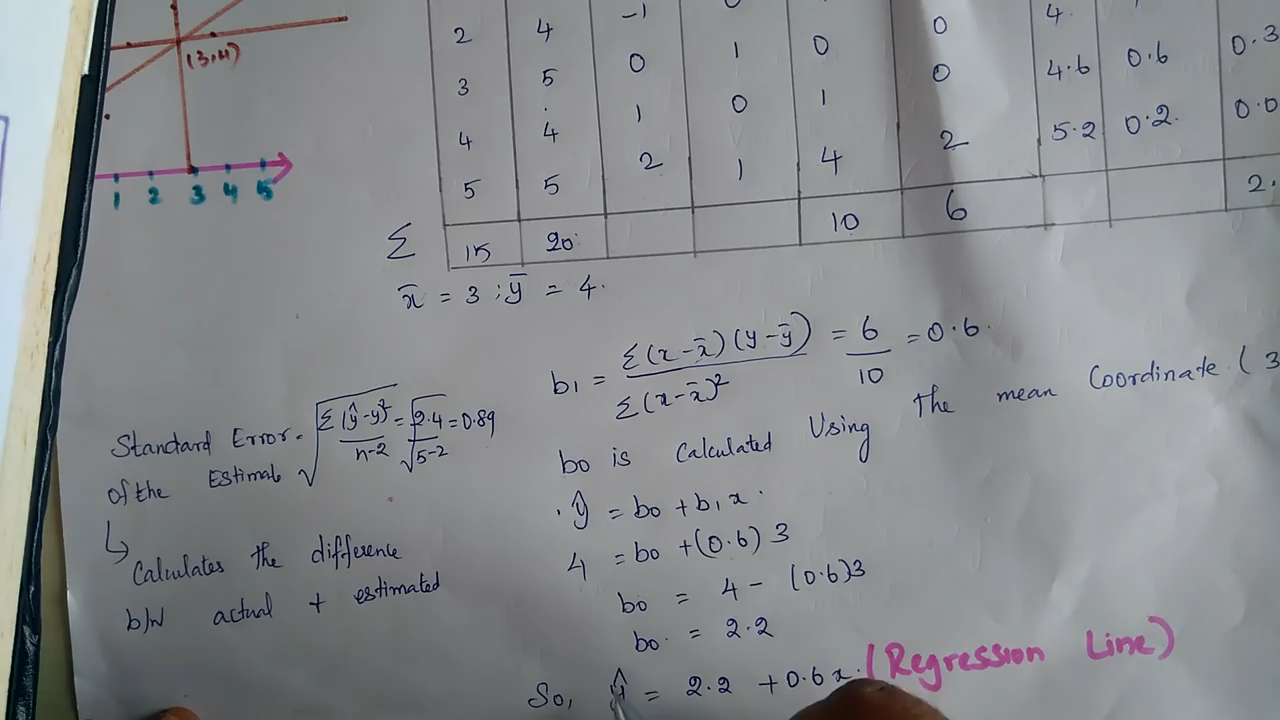 (3,4)
1 2 3 4 5
2 4 -1 0 4
3 5 0 1 0 0 4.6 0.6 0.3
4 4 1 0 1 0 5.2 0.2 0.0
5 5 2 1 4 2
Σ 15 20 10 6 2.
x̄ = 3 ; ȳ = 4.
b1 = Σ(x-x̄)(y-ȳ) / Σ(x-x̄)² = 6/10 = 0.6.
bo is Calculated Using the mean Coordinate (3
ŷ = bo + b1x.
4 = bo + (0.6) 3
bo = 4 - (0.6)3
bo = 2.2
So, ŷ = 2.2 + 0.6x. (Regression Line)
Standard Error = √Σ(ŷ-y)²/n-2 = √2.4/√5-2 = 0.89
Of the Estimate
↳ Calculates the difference
b/w actual + estimated